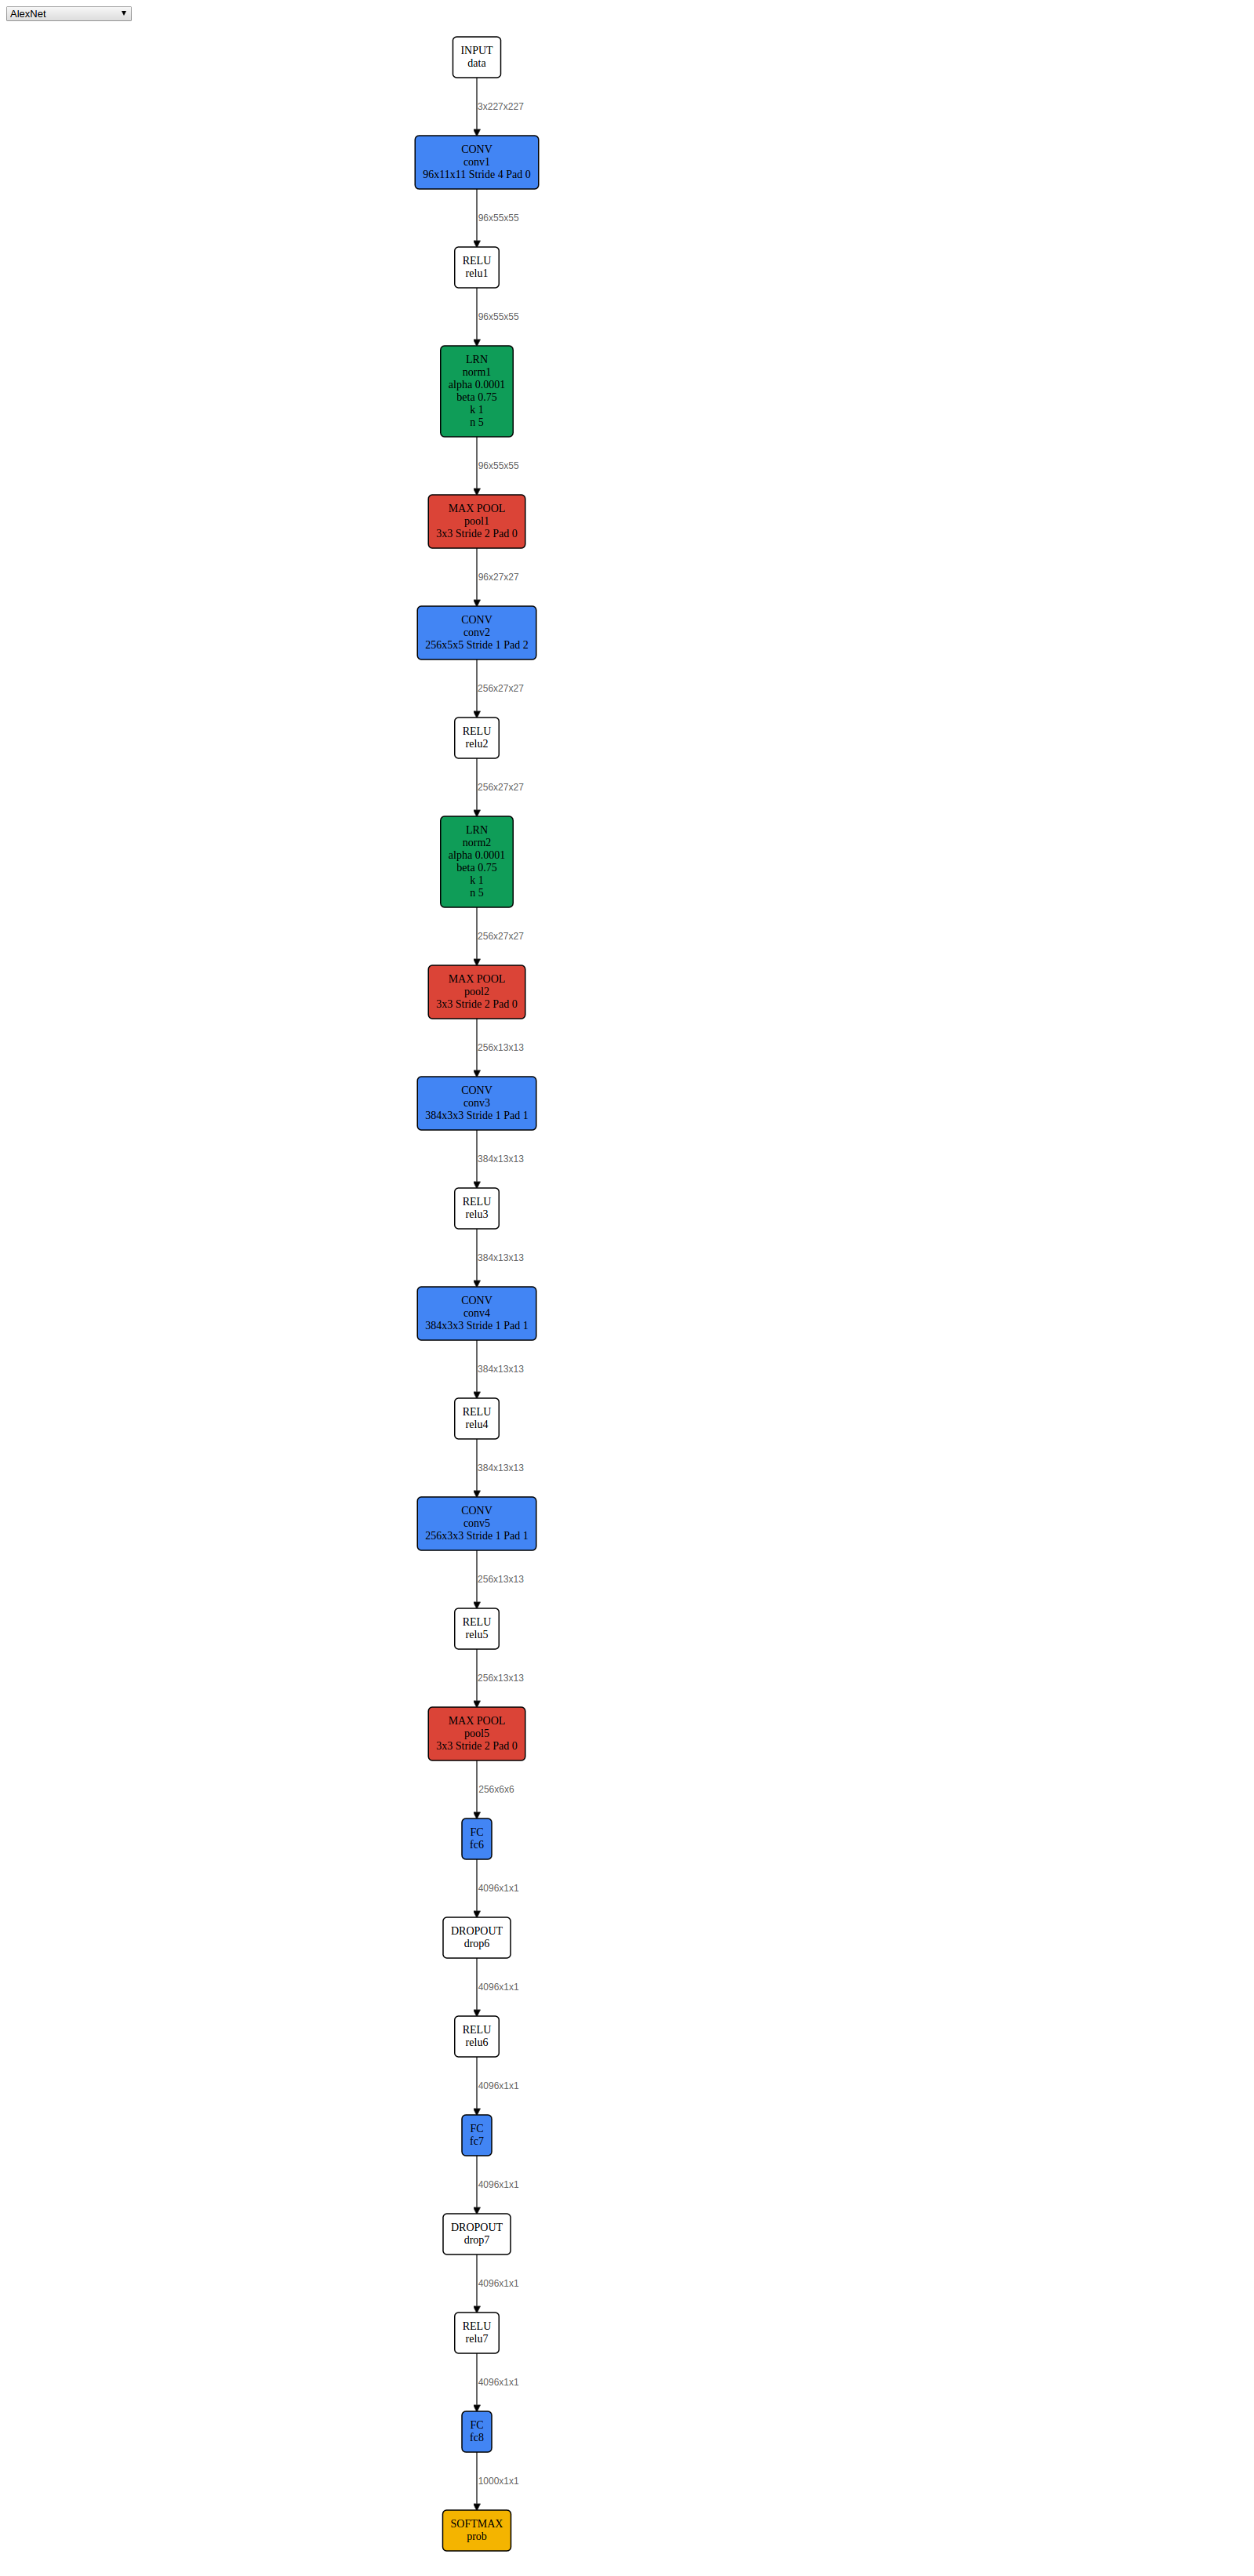 AlexNet
INPUT
data
3x227x227
CONV
conv1
96x11x11 Stride 4 Pad 0
96x55x55
RELU
relu1
96x55x55
LRN
norm1
alpha 0.0001
beta 0.75
k 1
n 5
96x55x55
MAX POOL
pool1
3x3 Stride 2 Pad 0
96x27x27
CONV
conv2
256x5x5 Stride 1 Pad 2
256x27x27
RELU
relu2
256x27x27
LRN
norm2
alpha 0.0001
beta 0.75
k 1
n 5
256x27x27
MAX POOL
pool2
3x3 Stride 2 Pad 0
256x13x13
CONV
conv3
384x3x3 Stride 1 Pad 1
384x13x13
RELU
relu3
384x13x13
CONV
conv4
384x3x3 Stride 1 Pad 1
384x13x13
RELU
relu4
384x13x13
CONV
conv5
256x3x3 Stride 1 Pad 1
256x13x13
RELU
relu5
256x13x13
MAX POOL
pool5
3x3 Stride 2 Pad 0
256x6x6
FC
fc6
4096x1x1
DROPOUT
drop6
4096x1x1
RELU
relu6
4096x1x1
FC
fc7
4096x1x1
DROPOUT
drop7
4096x1x1
RELU
relu7
4096x1x1
FC
fc8
1000x1x1
SOFTMAX
prob